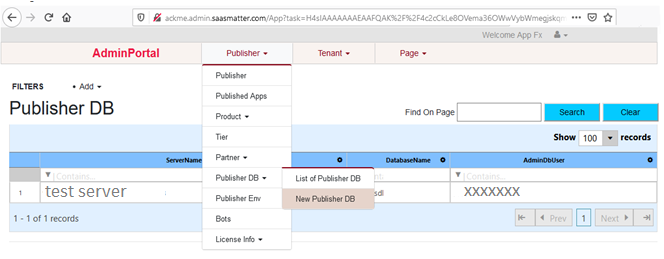 ackme.admin.saasmatter.com/App?task=H4sIAAAAAAAEAAFQAK%2F%2F4c2cCkLe8OVema36OWwVybWmegjskqm
Welcome App Fx
AdminPortal Publisher Tenant Page
FILTERS • Add
Publisher DB
Find On Page Search Clear
Show 100 records
ServerName DatabaseName AdminDbUser
Contains... Contains...
1 test server sdl XXXXXXX
1 - 1 of 1 records Prev 1 Next
Publisher
Published Apps
Product
Tier
Partner
Publisher DB
Publisher Env
Bots
License Info
List of Publisher DB
New Publisher DB